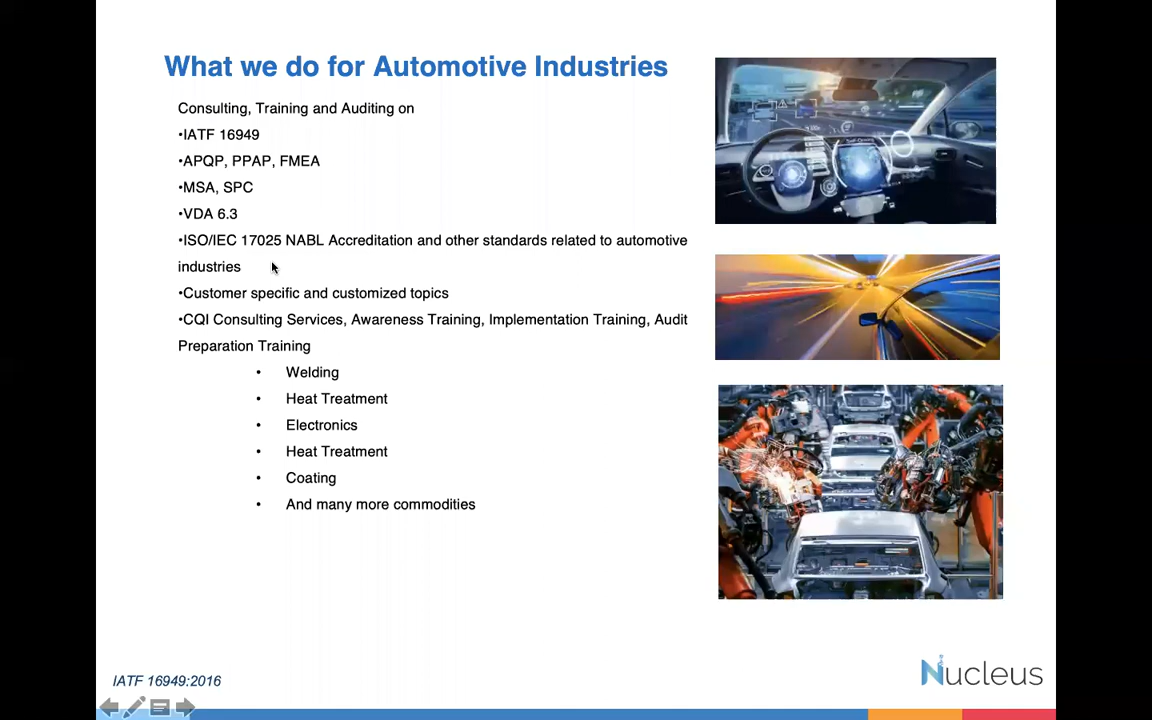 What we do for Automotive Industries
Consulting, Training and Auditing on
•IATF 16949
•APQP, PPAP, FMEA
•MSA, SPC
•VDA 6.3
•ISO/IEC 17025 NABL Accreditation and other standards related to automotive
industries
•Customer specific and customized topics
•CQI Consulting Services, Awareness Training, Implementation Training, Audit
Preparation Training
• Welding
• Heat Treatment
• Electronics
• Heat Treatment
• Coating
• And many more commodities
IATF 16949:2016
Nucleus